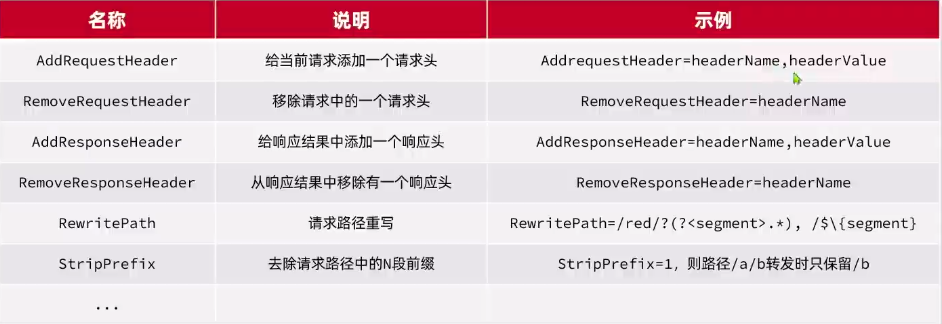 名称 说明 示例
AddRequestHeader 给当前请求添加一个请求头 AddrequestHeader=headerName,headerValue
RemoveRequestHeader 移除请求中的一个请求头 RemoveRequestHeader=headerName
AddResponseHeader 给响应结果中添加一个响应头 AddResponseHeader=headerName,headerValue
RemoveResponseHeader 从响应结果中移除有一个响应头 RemoveResponseHeader=headerName
RewritePath 请求路径重写 RewritePath=/red/?(?<segment>.*), /$\{segment}
StripPrefix 去除请求路径中的N段前缀 StripPrefix=1，则路径/a/b转发时只保留/b
...